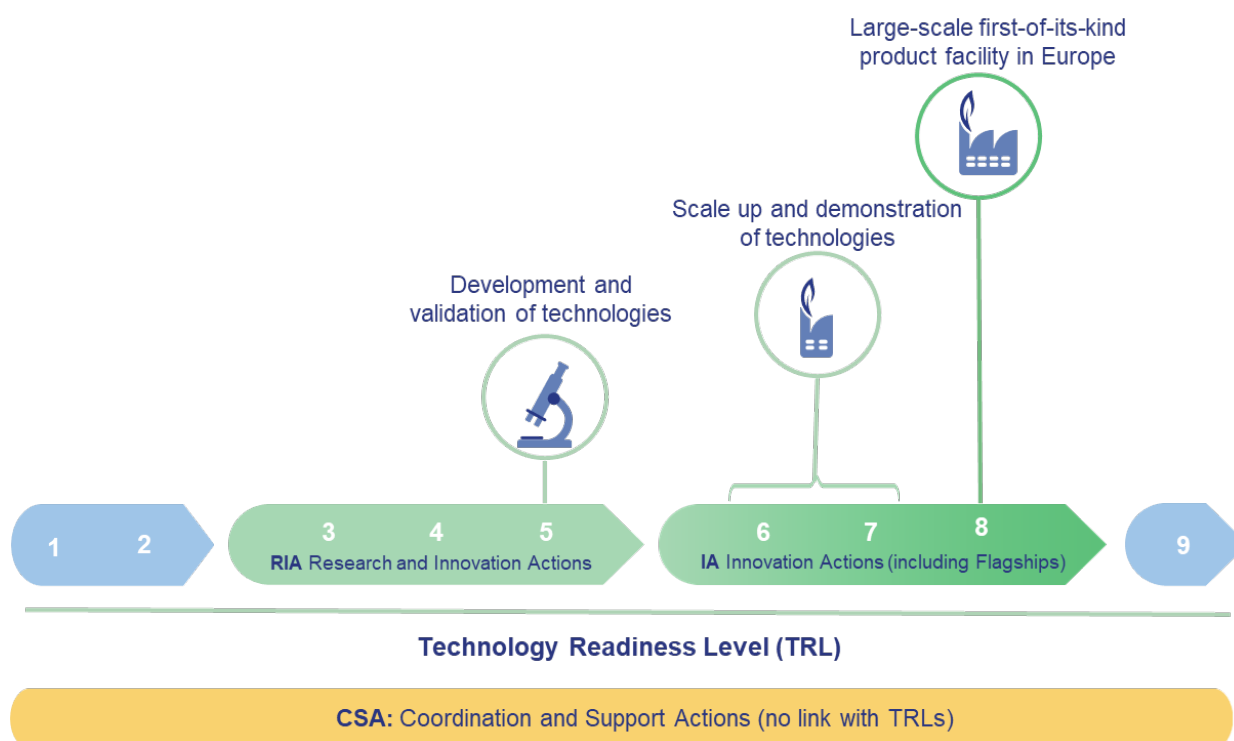 Large-scale first-of-its-kind
product facility in Europe
Scale up and demonstration
of technologies
Development and
validation of technologies
1 2 3 4 5 6 7 8 9
RIA Research and Innovation Actions
IA Innovation Actions (including Flagships)
Technology Readiness Level (TRL)
CSA: Coordination and Support Actions (no link with TRLs)